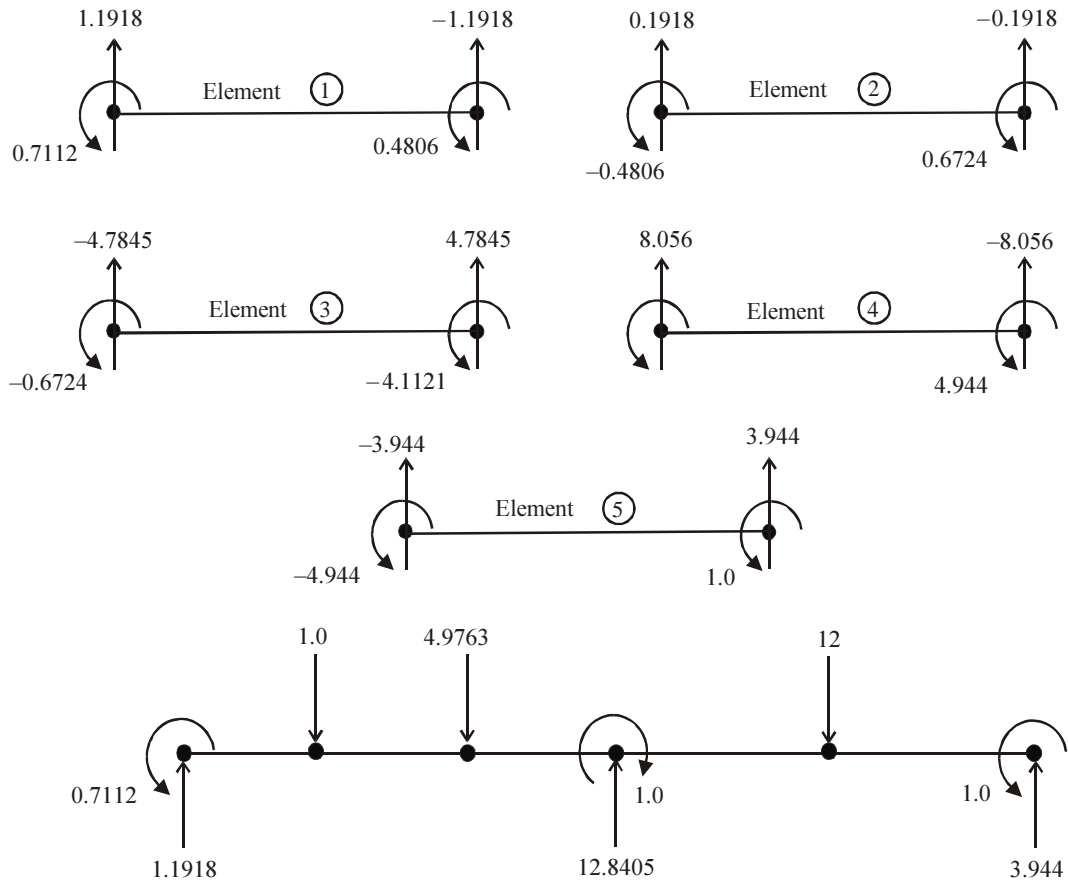 1.1918 –1.1918 0.1918 –0.1918
Element 1 Element 2
0.7112 0.4806 –0.4806 0.6724
–4.7845 4.7845 8.056 –8.056
Element 3 Element 4
–0.6724 –4.1121 4.944
–3.944 3.944
Element 5
–4.944 1.0
1.0 4.9763 12
0.7112 1.0 1.0
1.1918 12.8405 3.944